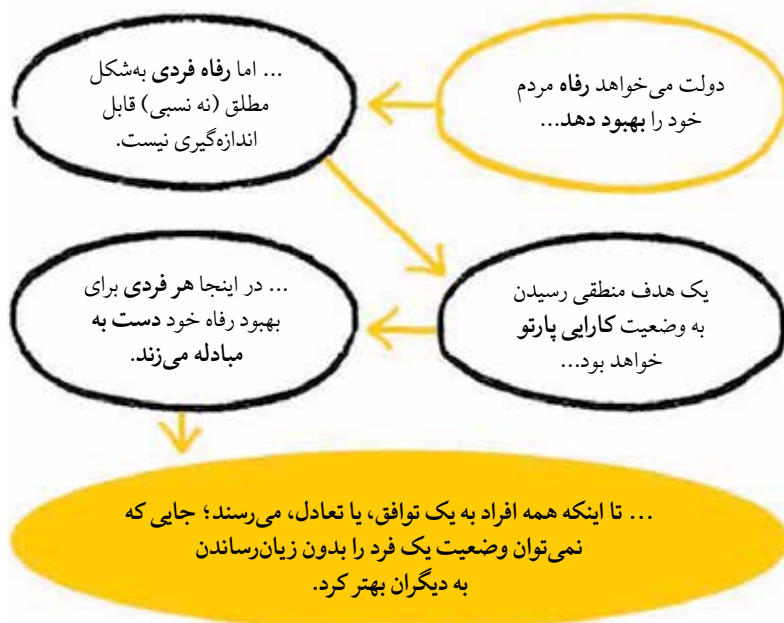 دولت می‌خواهد رفاه مردم
خود را بهبود دهد...
... اما رفاه فردی به‌شکل
مطلق (نه نسبی) قابل
اندازه‌گیری نیست.
یک هدف منطقی رسیدن
به وضعیت کارایی پارتو
خواهد بود...
... در اینجا هر فردی برای
بهبود رفاه خود دست به
مبادله می‌زند.
... تا اینکه همه افراد به یک توافق، یا تعادل، می‌رسند؛ جایی که
نمی‌توان وضعیت یک فرد را بدون زیان‌رساندن
به دیگران بهتر کرد.